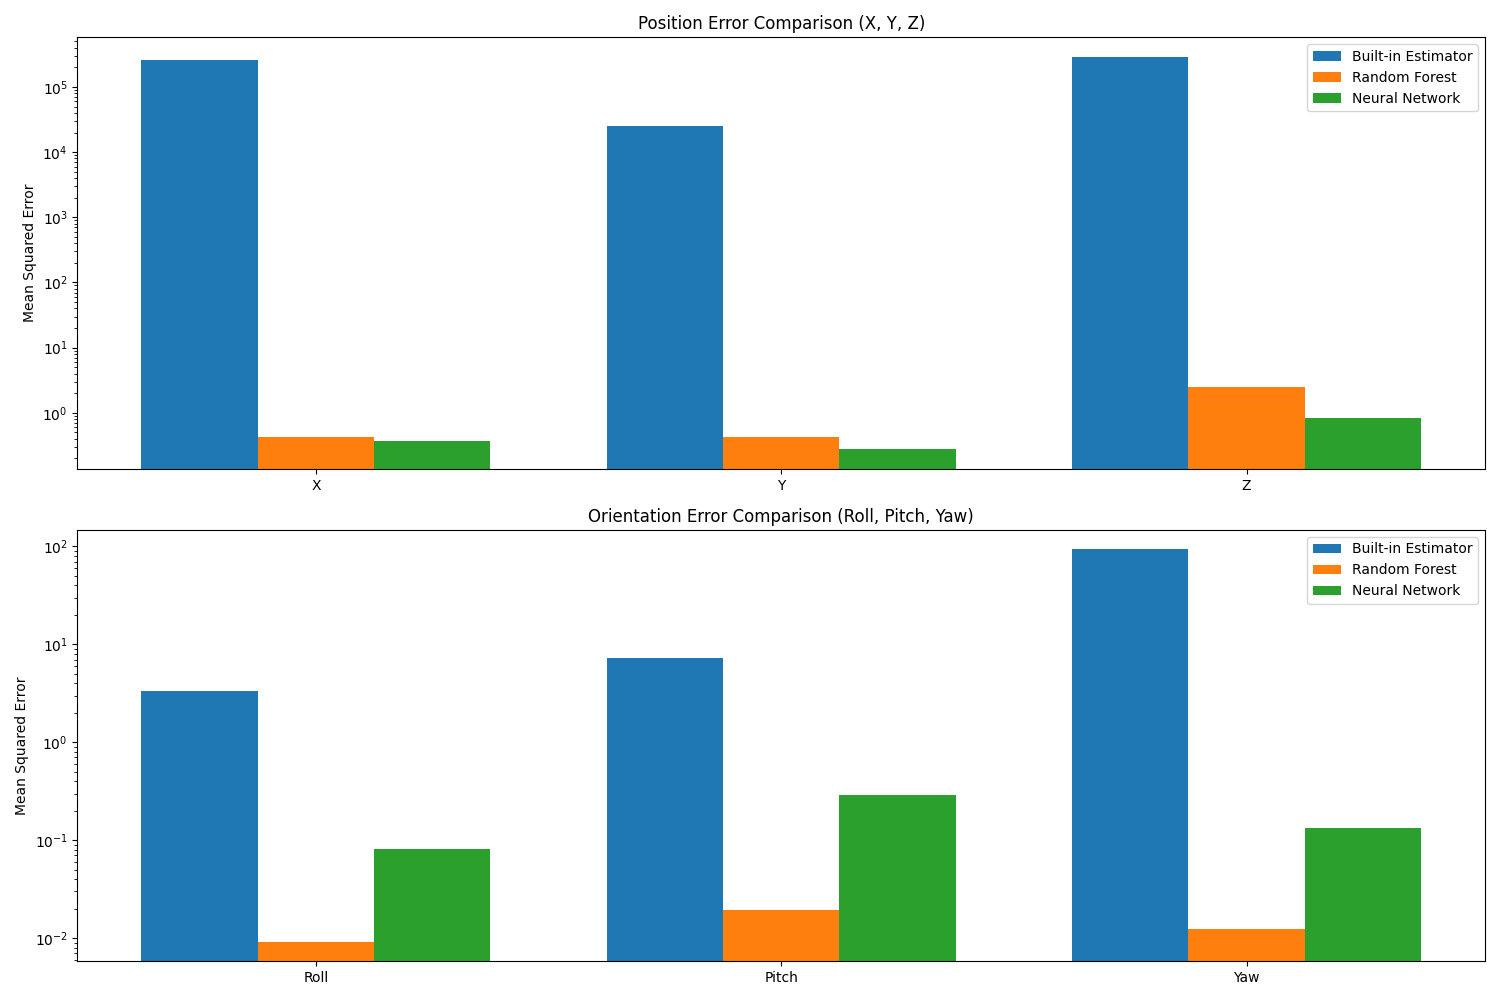 Position Error Comparison (X, Y, Z)
Mean Squared Error
10^5
10^4
10^3
10^2
10^1
10^0
Built-in Estimator
Random Forest
Neural Network
X
Y
Z
Orientation Error Comparison (Roll, Pitch, Yaw)
Mean Squared Error
10^2
10^1
10^0
10^−1
10^−2
Built-in Estimator
Random Forest
Neural Network
Roll
Pitch
Yaw